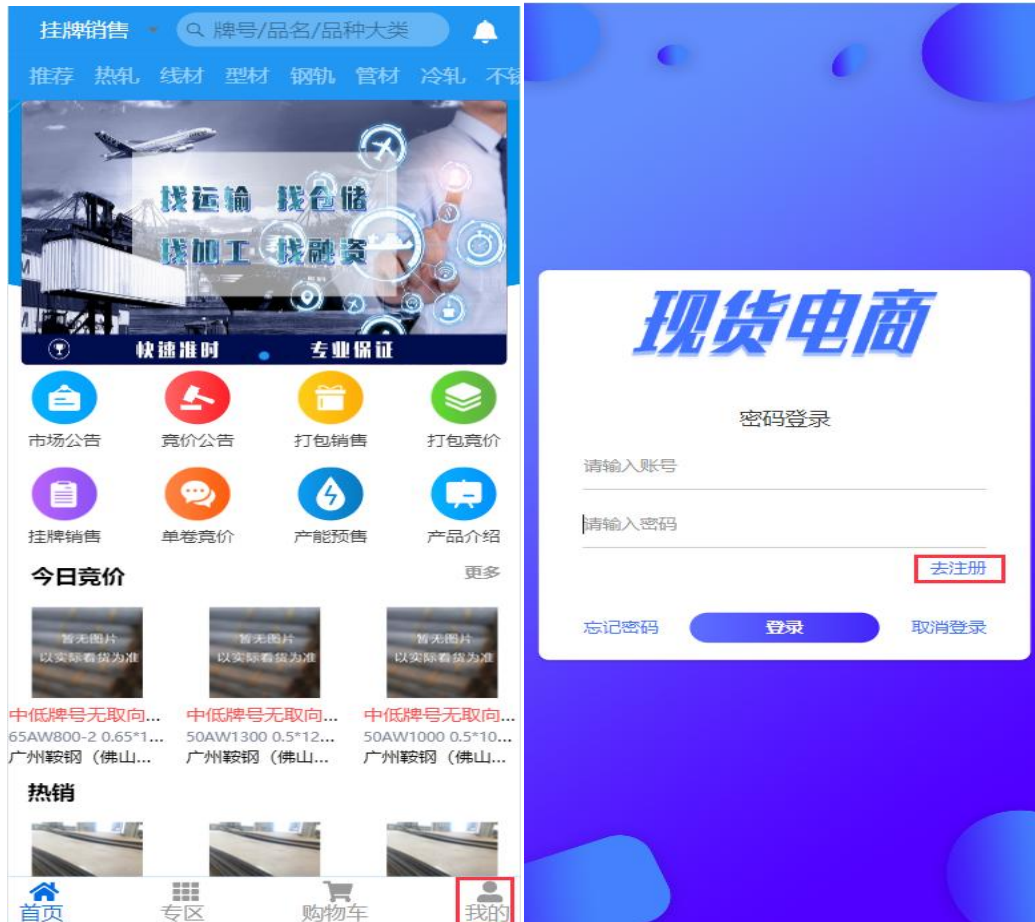 挂牌销售
牌号/品名/品种大类
推荐 热轧 线材 型材 钢轨 管材 冷轧
找运输 找仓储
找加工 找融资
快速准时 专业保证
市场公告 竞价公告 打包销售 打包竞价
挂牌销售 单卷竞价 产能预售 产品介绍
今日竞价 更多
暂无图片 暂无图片 暂无图片
以实际看货为准 以实际看货为准 以实际看货为准
中低牌号无取向... 中低牌号无取向... 中低牌号无取向...
65AW800-2 0.65*1... 50AW1300 0.5*12... 50AW1000 0.5*10...
广州鞍钢（佛山... 广州鞍钢（佛山... 广州鞍钢（佛山...
热销
首页 专区 购物车 我的
现货电商
密码登录
请输入账号
请输入密码
去注册
忘记密码 登录 取消登录